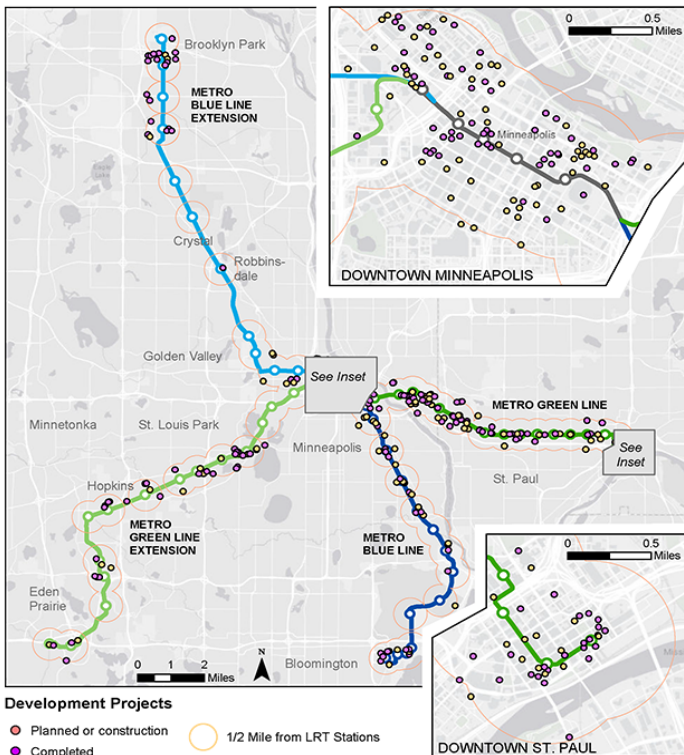 Brooklyn Park
METRO
BLUE LINE
EXTENSION
Crystal
Robbins-
dale
Golden Valley
See Inset
METRO GREEN LINE
St. Louis Park
Minnetonka
Minneapolis
See
Inset
St. Paul
Hopkins
METRO
GREEN LINE
EXTENSION
METRO
BLUE LINE
Eden
Prairie
N
0 1 2
Miles
Bloomington
0 0.5
Miles
Minneapolis
DOWNTOWN MINNEAPOLIS
0 0.5
Miles
DOWNTOWN ST. PAUL
Development Projects
Planned or construction
Completed
1/2 Mile from LRT Stations